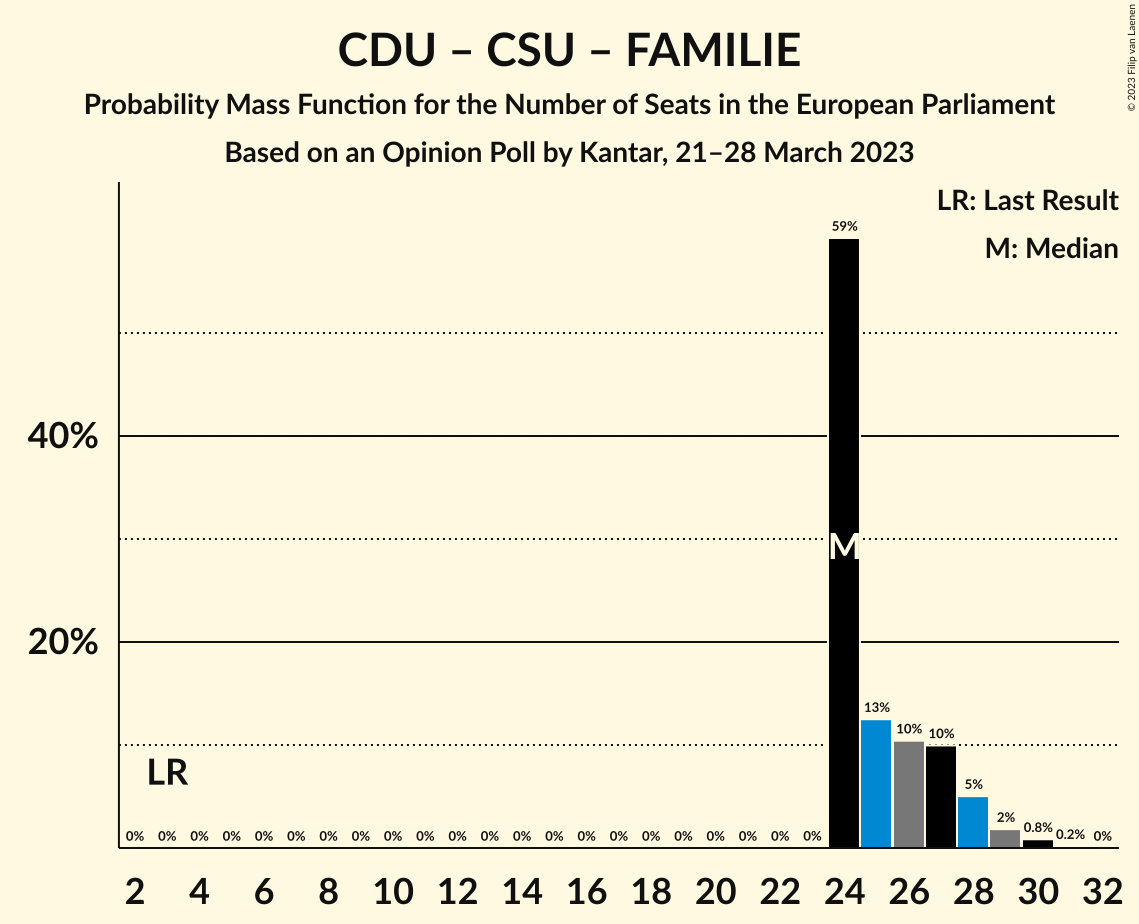 CDU – CSU – FAMILIE
Probability Mass Function for the Number of Seats in the European Parliament
Based on an Opinion Poll by Kantar, 21–28 March 2023
© 2023 Filip van Laenen
LR: Last Result
M: Median
59%
40%
M
20%
13%
10%
10%
LR
5%
2%
0% 0% 0% 0% 0% 0% 0% 0% 0% 0% 0% 0% 0% 0% 0% 0% 0% 0% 0% 0% 0% 0% 0.8% 0.2% 0%
2 4 6 8 10 12 14 16 18 20 22 24 26 28 30 32